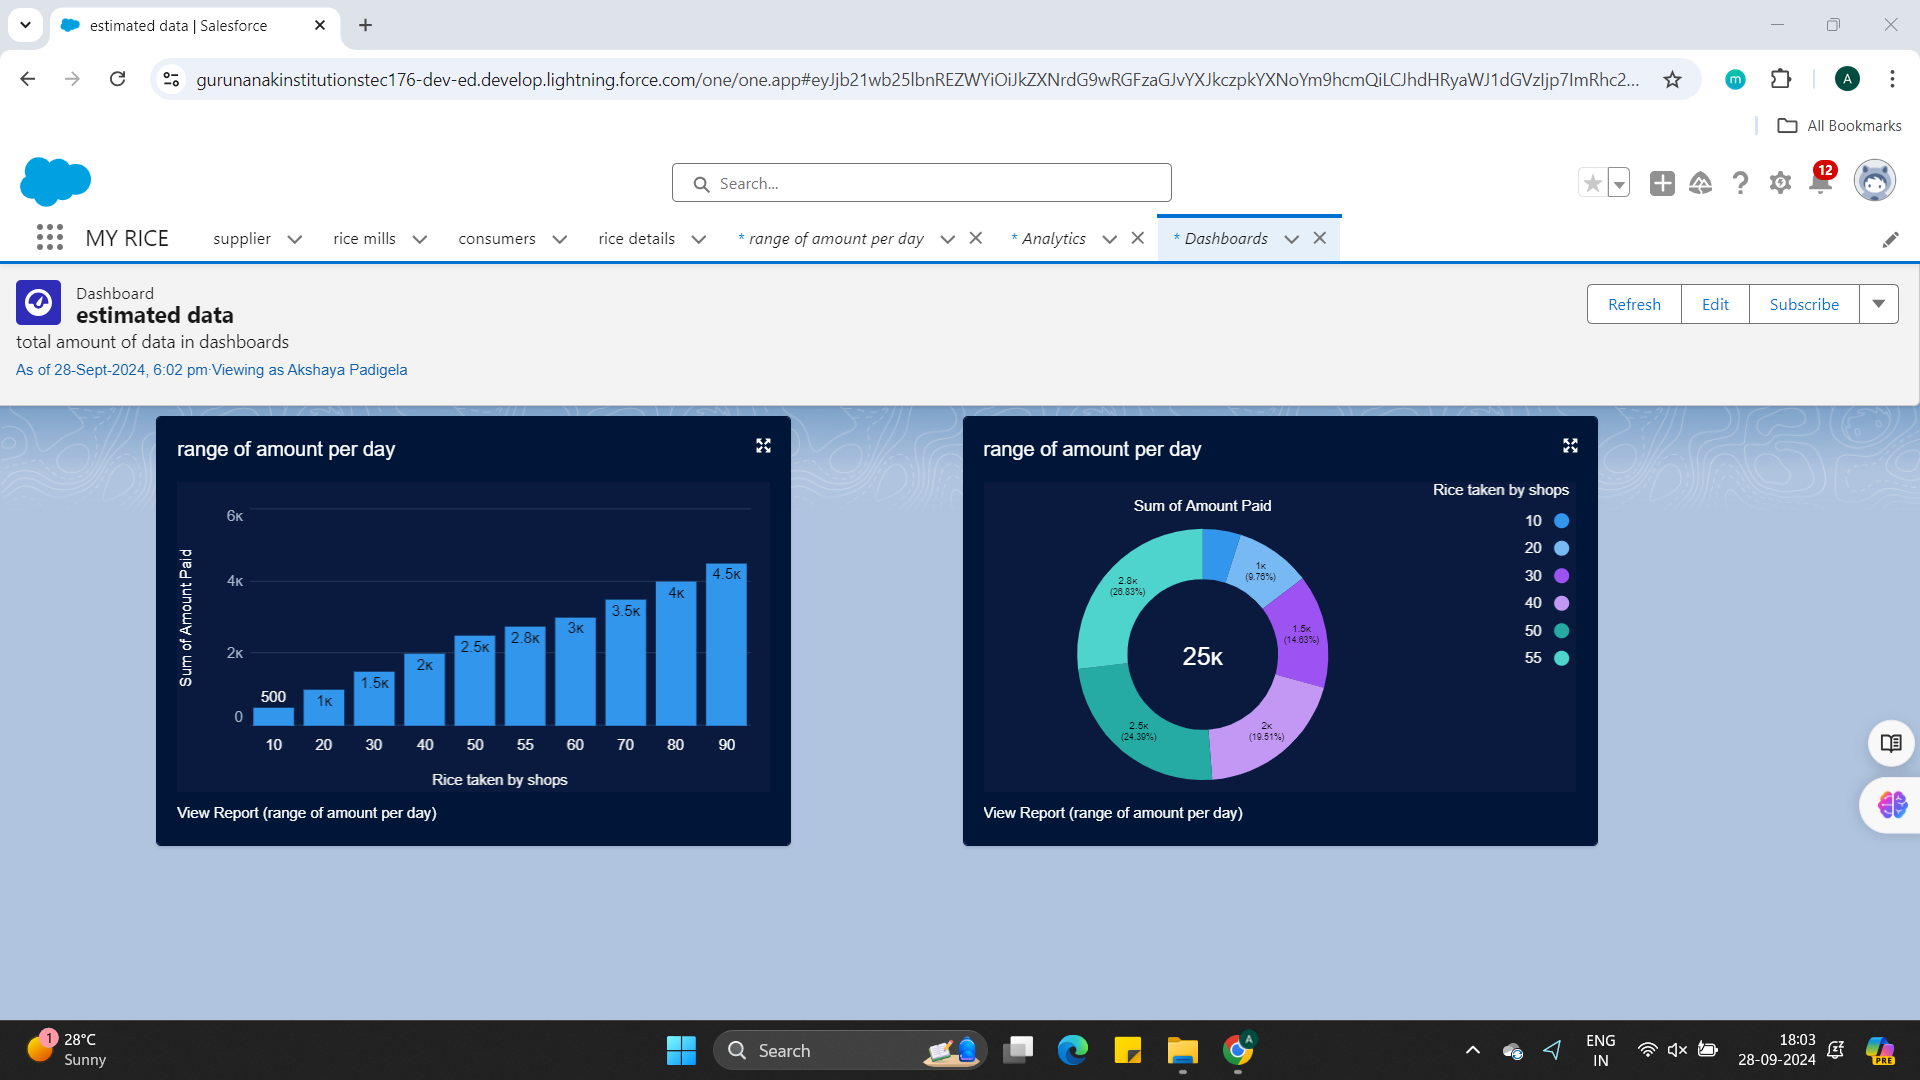 estimated data | Salesforce
gurunanakinstitutionstec176-dev-ed.develop.lightning.force.com/one/one.app#eyJjb21wb25lbnREZWYiOiJkZXNrdG9wRGFzaGJvYXJkczpkYXNoYm9hcmQiLCJhdHRyaWJ1dGVzIjp7ImRhc2...
m
A
All Bookmarks
Search...
12
MY RICE
supplier
rice mills
consumers
rice details
* range of amount per day
* Analytics
* Dashboards
Dashboard
estimated data
total amount of data in dashboards
As of 28-Sept-2024, 6:02 pm·Viewing as Akshaya Padigela
Refresh
Edit
Subscribe
range of amount per day
Sum of Amount Paid
6K
4K
2K
0
500
1K
1.5K
2K
2.5K
2.8K
3K
3.5K
4K
4.5K
10 20 30 40 50 55 60 70 80 90
Rice taken by shops
View Report (range of amount per day)
range of amount per day
Sum of Amount Paid
Rice taken by shops
10
20
30
40
50
55
1K
(9.76%)
1.5K
(14.63%)
2K
(19.51%)
2.5K
(24.39%)
2.8K
(26.83%)
25K
View Report (range of amount per day)
1
28°C
Sunny
Search
A
ENG
IN
18:03
28-09-2024
PRE